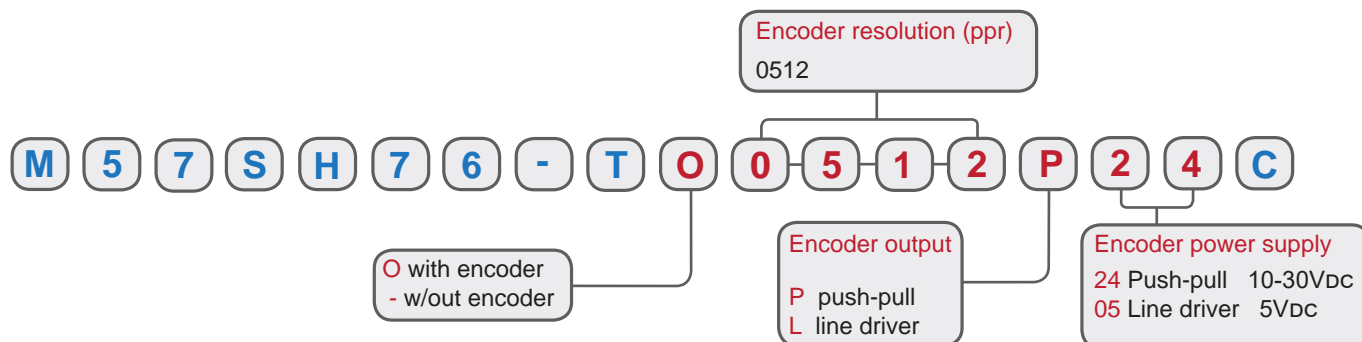 Encoder resolution (ppr)
0512
M 5 7 S H 7 6 - T O 0 5 1 2 P 2 4 C
O with encoder
- w/out encoder
Encoder output
P push-pull
L line driver
Encoder power supply
24 Push-pull 10-30VDC
05 Line driver 5VDC